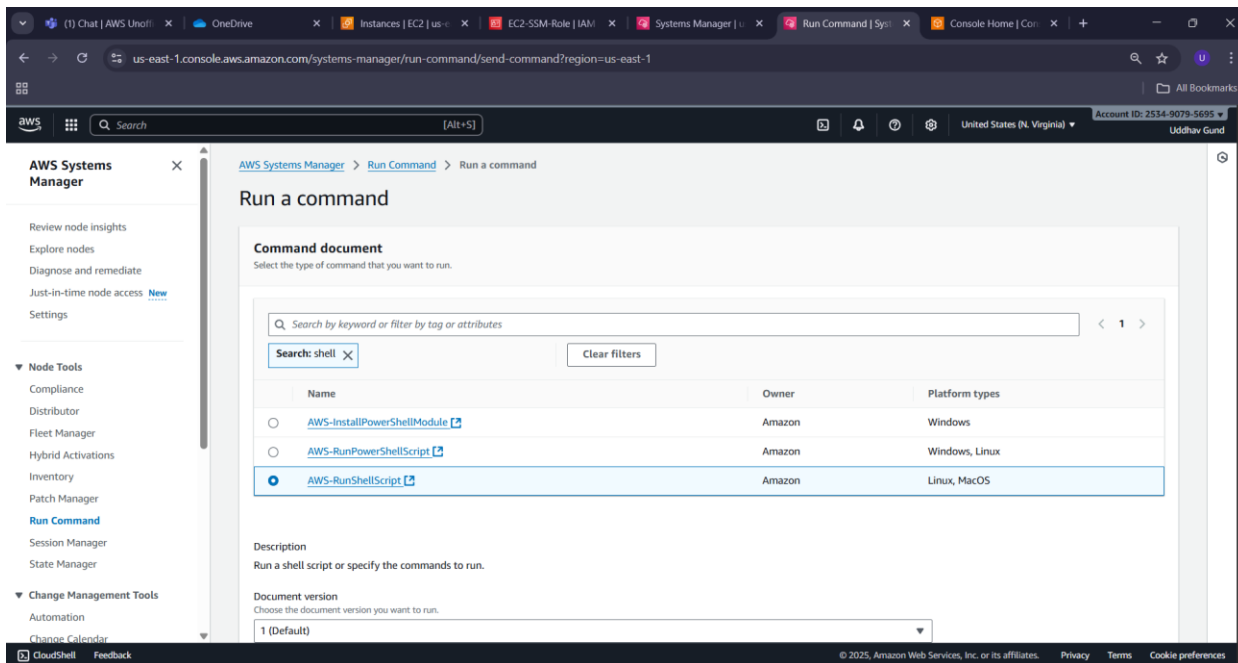 (1) Chat | AWS Unoffi
OneDrive
Instances | EC2 | us-e
EC2-SSM-Role | IAM
Systems Manager | u
Run Command | Syst
Console Home | Con
us-east-1.console.aws.amazon.com/systems-manager/run-command/send-command?region=us-east-1
U
All Bookmarks
aws
Search
[Alt+S]
United States (N. Virginia)
Account ID: 2534-9079-5695
Uddhav Gund
AWS Systems Manager
Review node insights
Explore nodes
Diagnose and remediate
Just-in-time node access New
Settings
Node Tools
Compliance
Distributor
Fleet Manager
Hybrid Activations
Inventory
Patch Manager
Run Command
Session Manager
State Manager
Change Management Tools
Automation
Change Calendar
AWS Systems Manager > Run Command > Run a command
Run a command
Command document
Select the type of command that you want to run.
Search by keyword or filter by tag or attributes
1
Search: shell
Clear filters
Name Owner Platform types
AWS-InstallPowerShellModule Amazon Windows
AWS-RunPowerShellScript Amazon Windows, Linux
AWS-RunShellScript Amazon Linux, MacOS
Description
Run a shell script or specify the commands to run.
Document version
Choose the document version you want to run.
1 (Default)
CloudShell Feedback © 2025, Amazon Web Services, Inc. or its affiliates. Privacy Terms Cookie preferences